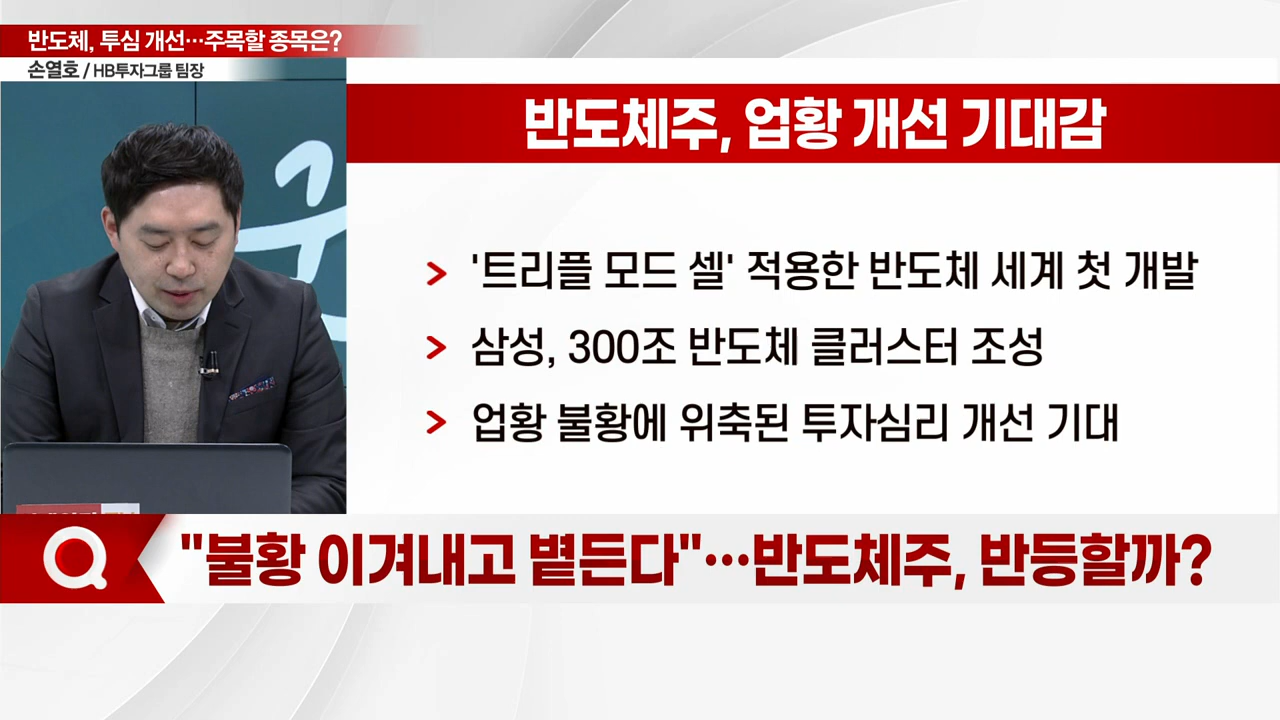 반도체, 투심 개선…주목할 종목은?
손열호 / HB투자그룹 팀장
반도체주, 업황 개선 기대감
> '트리플 모드 셀' 적용한 반도체 세계 첫 개발
> 삼성, 300조 반도체 클러스터 조성
> 업황 불황에 위축된 투자심리 개선 기대
"불황 이겨내고 볕든다"…반도체주, 반등할까?